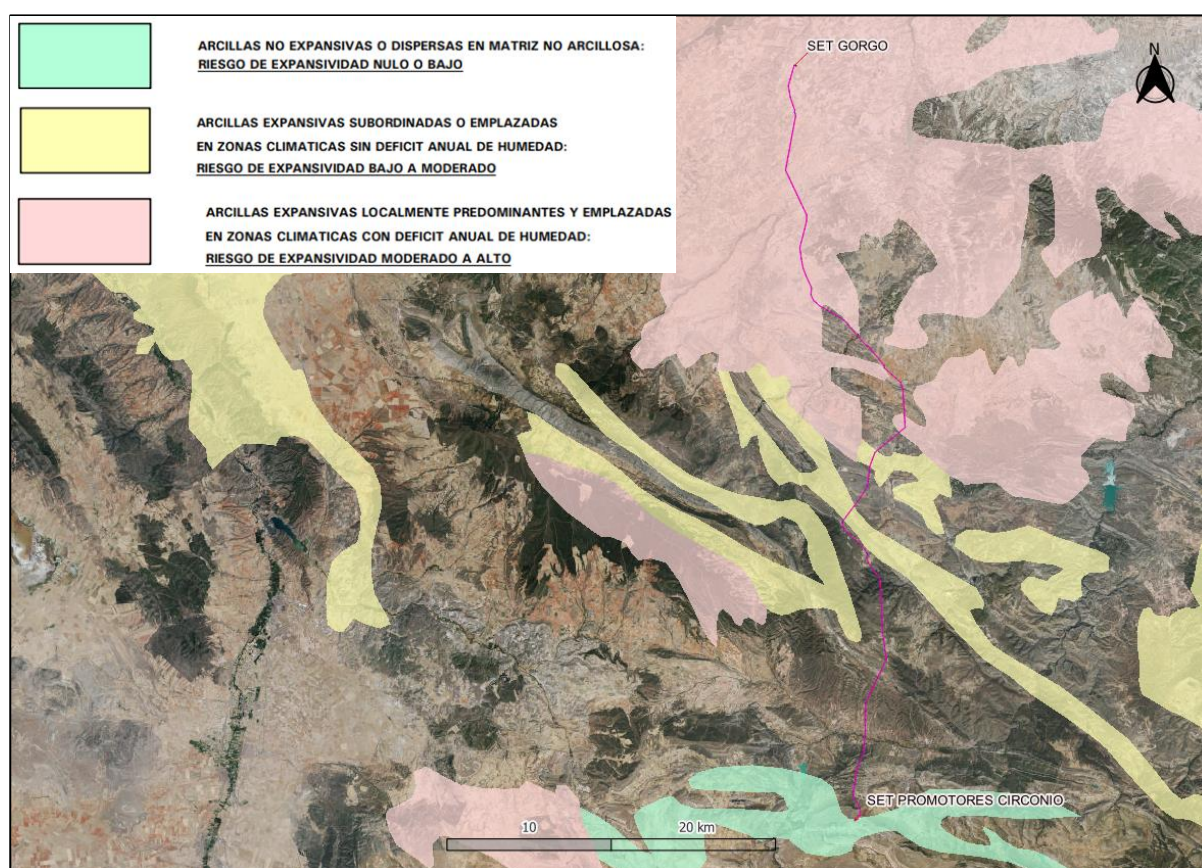 ARCILLAS NO EXPANSIVAS O DISPERSAS EN MATRIZ NO ARCILLOSA:
RIESGO DE EXPANSIVIDAD NULO O BAJO
ARCILLAS EXPANSIVAS SUBORDINADAS O EMPLAZADAS
EN ZONAS CLIMATICAS SIN DEFICIT ANUAL DE HUMEDAD:
RIESGO DE EXPANSIVIDAD BAJO A MODERADO
ARCILLAS EXPANSIVAS LOCALMENTE PREDOMINANTES Y EMPLAZADAS
EN ZONAS CLIMATICAS CON DEFICIT ANUAL DE HUMEDAD:
RIESGO DE EXPANSIVIDAD MODERADO A ALTO
SET GORGO
N
SET PROMOTORES CIRCONIO
10 20 km